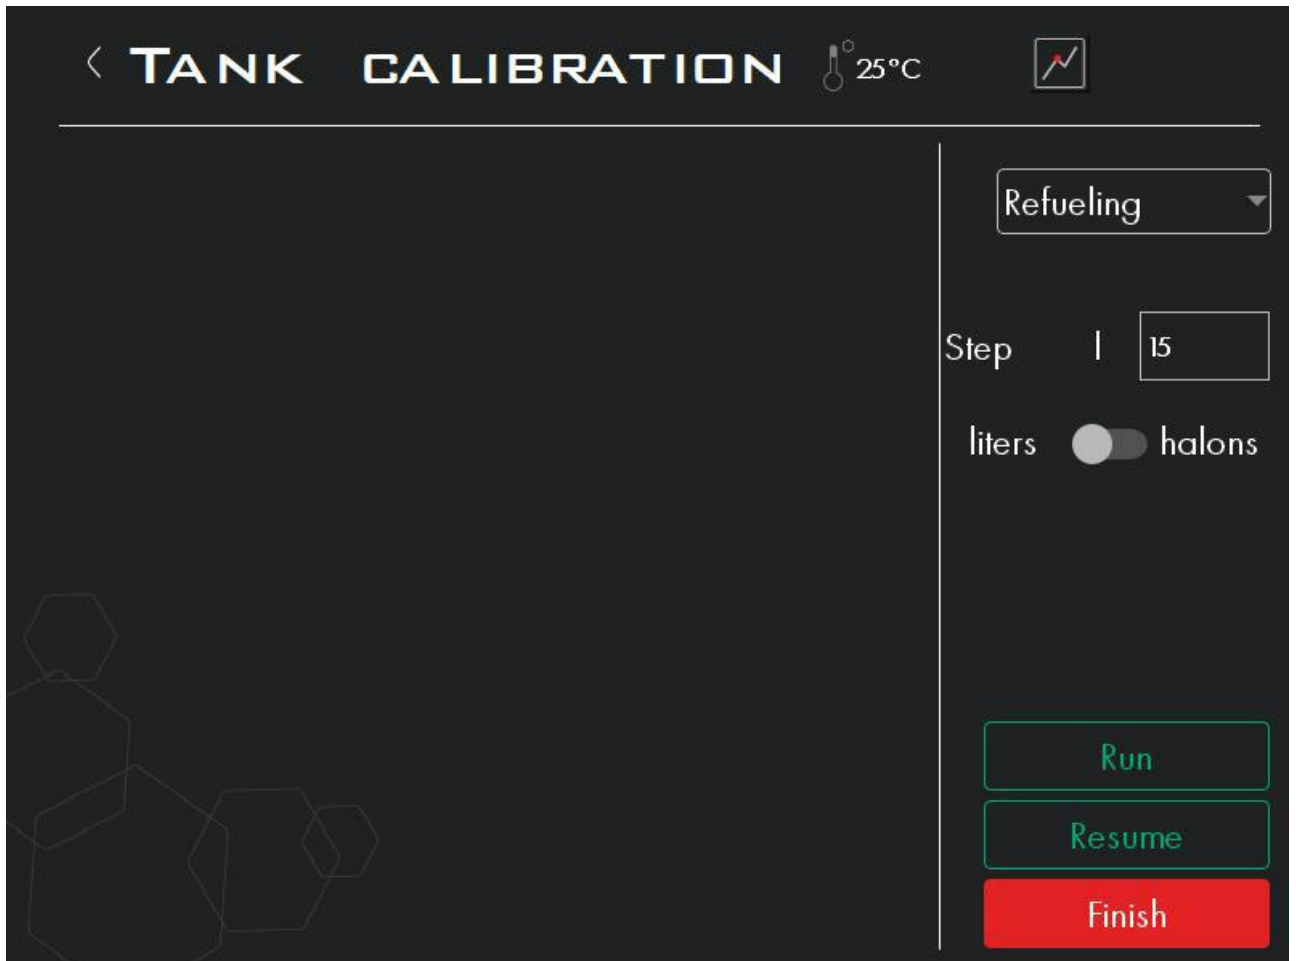 < TANK CALIBRATION 25°C
Refueling
Step l 15
liters halons
Run
Resume
Finish